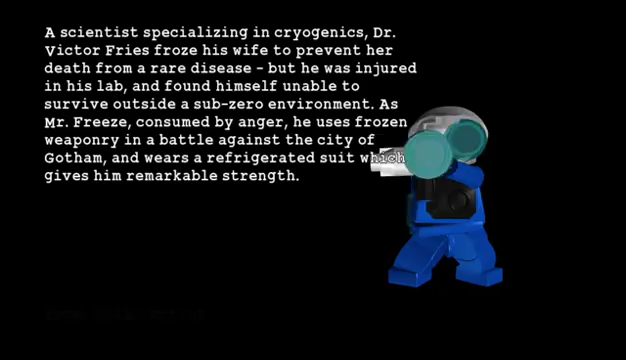 A scientist specializing in cryogenics, Dr.
Victor Fries froze his wife to prevent her
death from a rare disease - but he was injured
in his lab, and found himself unable to
survive outside a sub-zero environment. As
Mr. Freeze, consumed by anger, he uses frozen
weaponry in a battle against the city of
Gotham, and wears a refrigerated suit which
gives him remarkable strength.